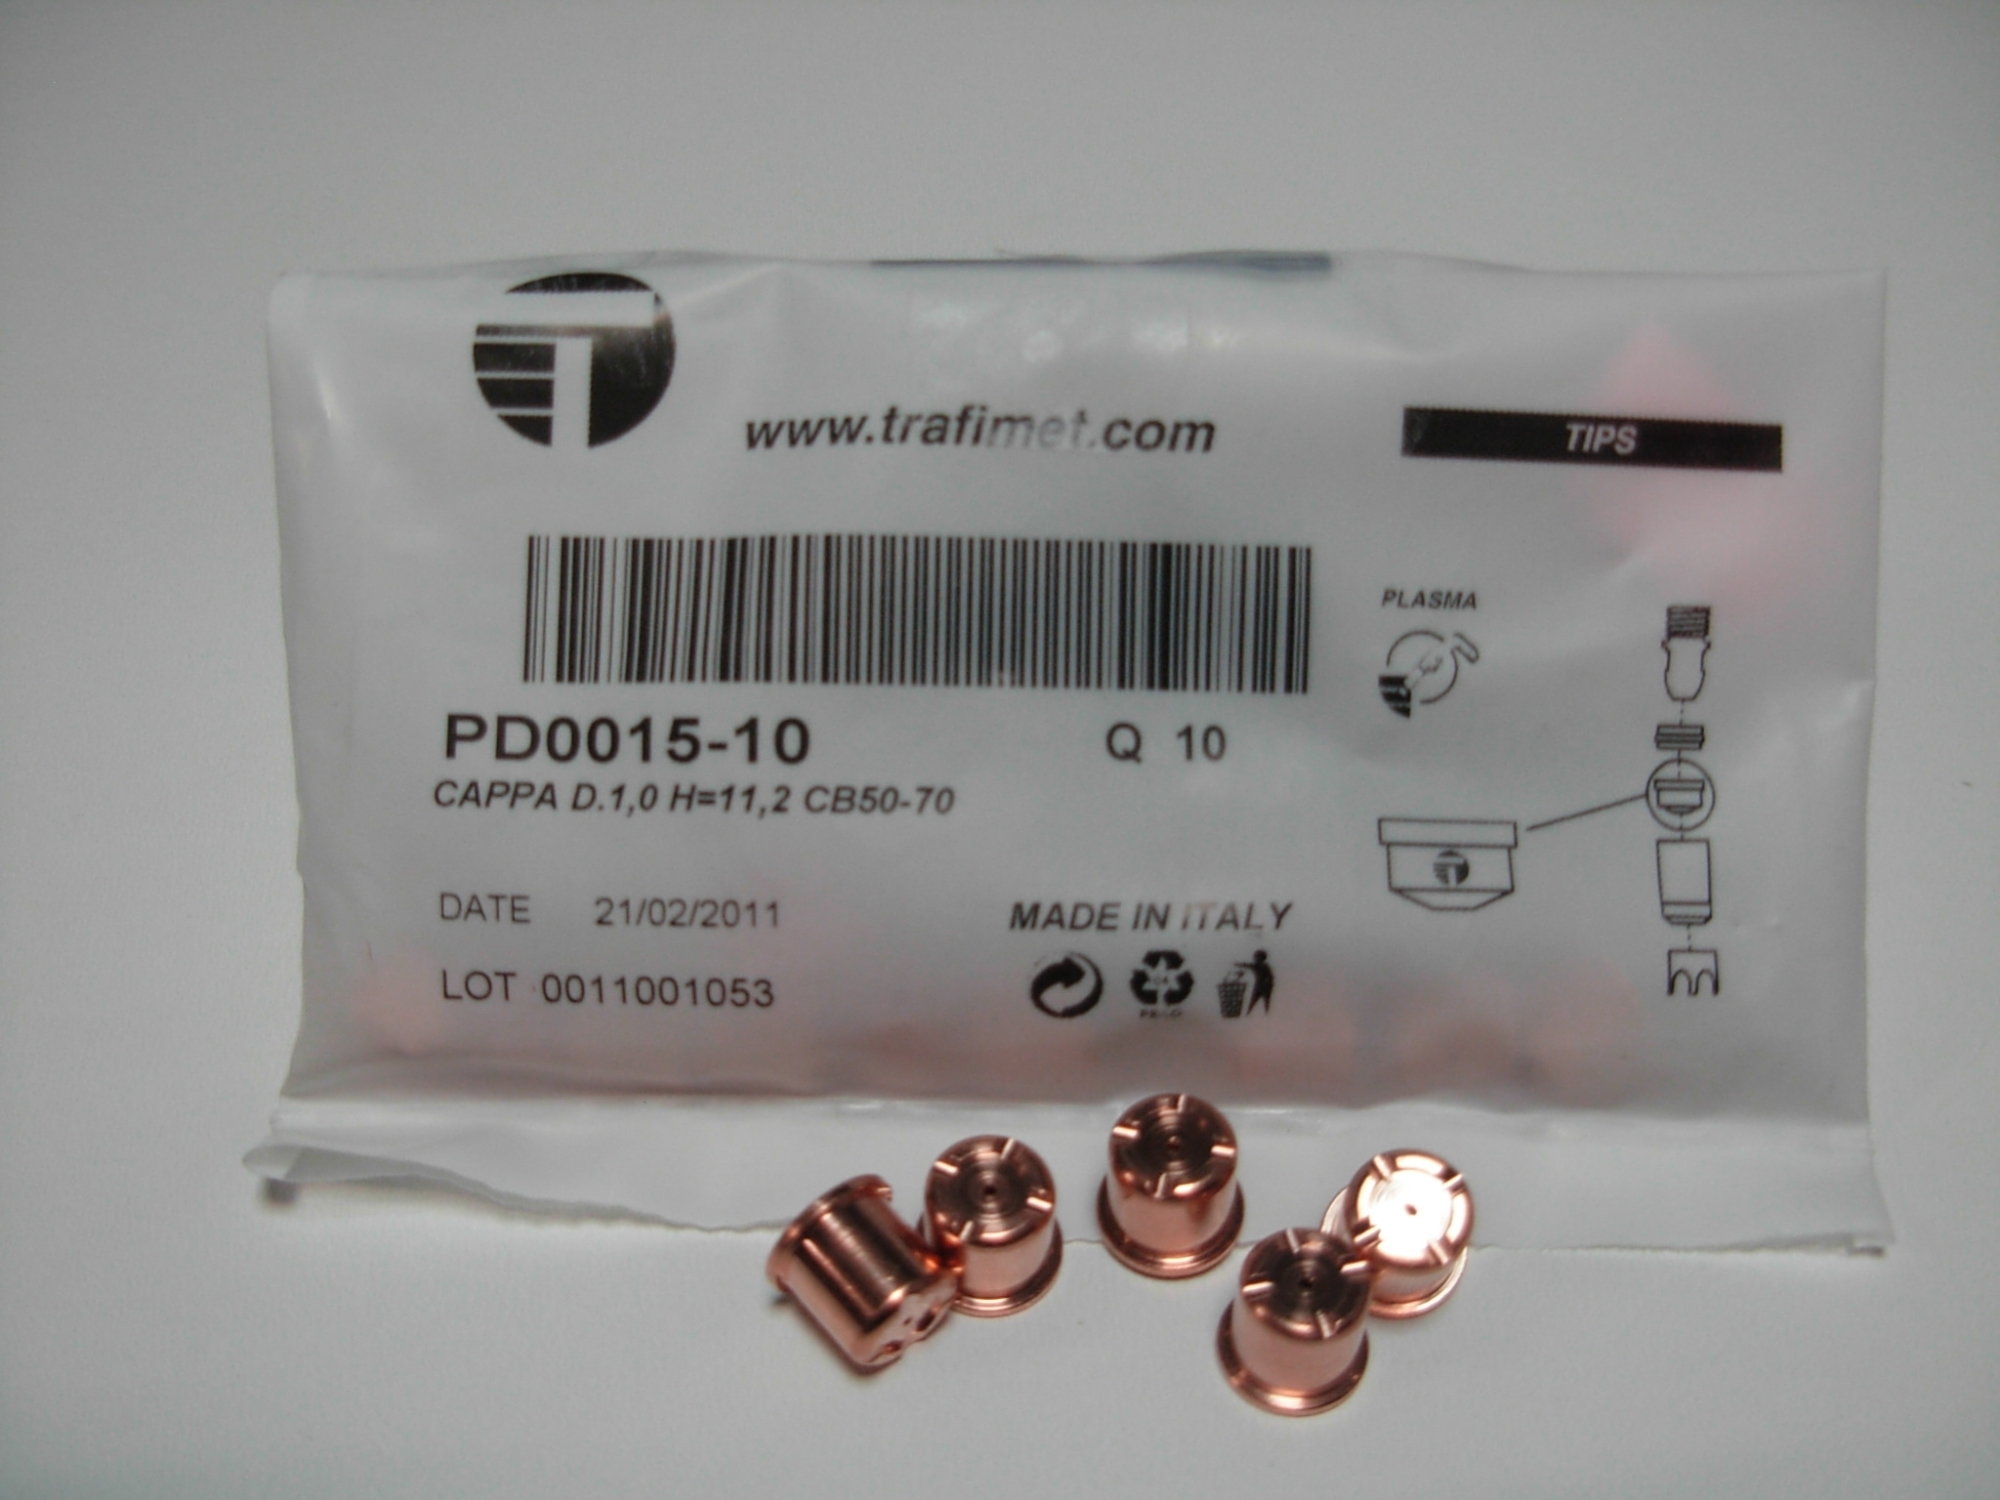 www.trafimet.com
TIPS
PLASMA
PD0015-10 Q 10
CAPPA D.1,0 H=11,2 CB50-70
DATE 21/02/2011
MADE IN ITALY
LOT 0011001053